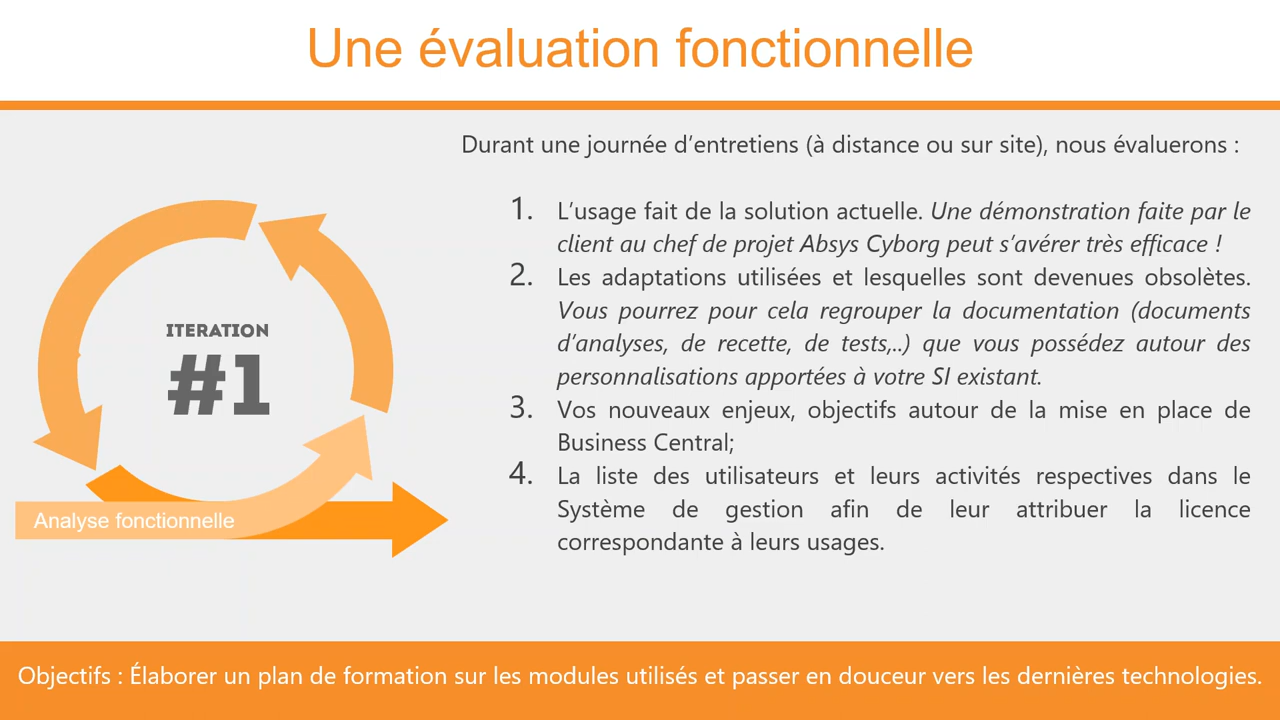 Une évaluation fonctionnelle
Durant une journée d’entretiens (à distance ou sur site), nous évaluerons :
1. L’usage fait de la solution actuelle. Une démonstration faite par le
client au chef de projet Absys Cyborg peut s’avérer très efficace !
2. Les adaptations utilisées et lesquelles sont devenues obsolètes.
Vous pourrez pour cela regrouper la documentation (documents
d’analyses, de recette, de tests,..) que vous possédez autour des
personnalisations apportées à votre SI existant.
3. Vos nouveaux enjeux, objectifs autour de la mise en place de
Business Central;
4. La liste des utilisateurs et leurs activités respectives dans le
Système de gestion afin de leur attribuer la licence
correspondante à leurs usages.
ITERATION
#1
Analyse fonctionnelle
Objectifs : Élaborer un plan de formation sur les modules utilisés et passer en douceur vers les dernières technologies.